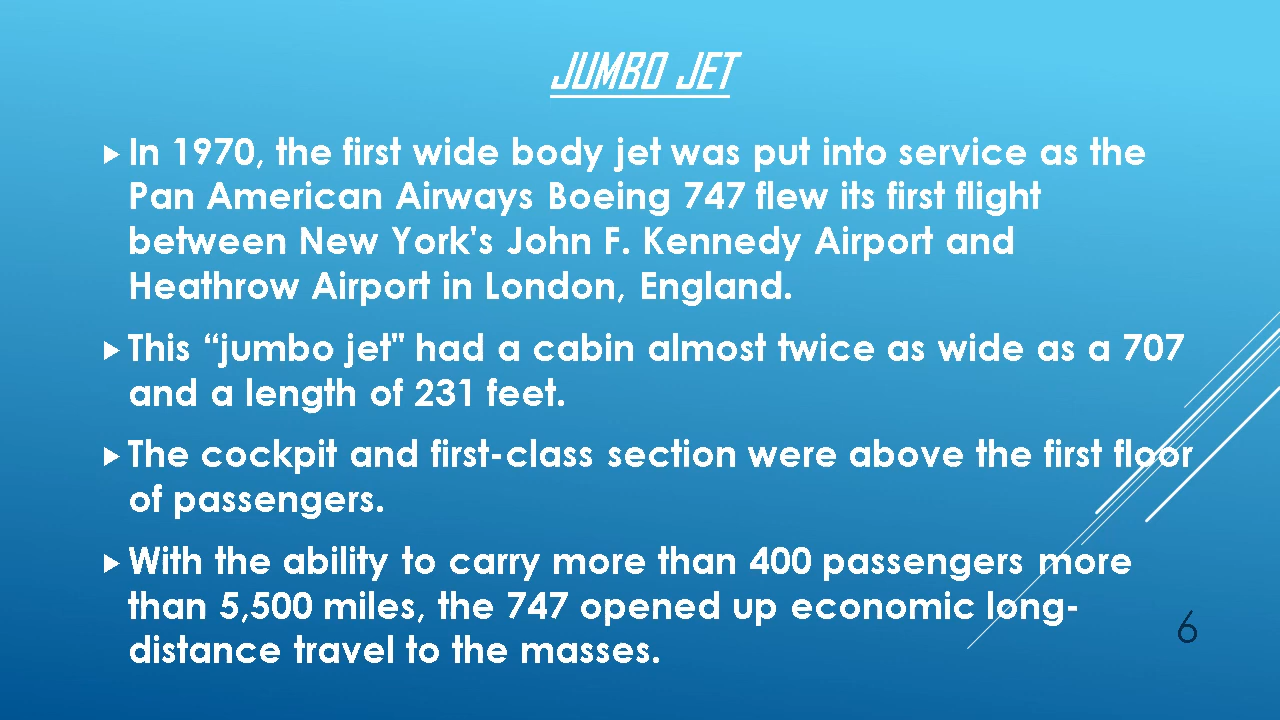 JUMBO JET
▶In 1970, the first wide body jet was put into service as the
Pan American Airways Boeing 747 flew its first flight
between New York's John F. Kennedy Airport and
Heathrow Airport in London, England.
▶This “jumbo jet" had a cabin almost twice as wide as a 707
and a length of 231 feet.
▶The cockpit and first-class section were above the first floor
of passengers.
▶With the ability to carry more than 400 passengers more
than 5,500 miles, the 747 opened up economic long-
distance travel to the masses.
6